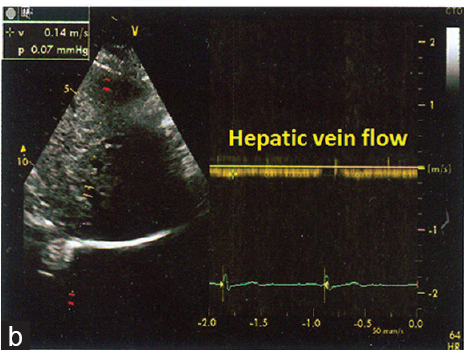 v 0.14 m/s
p 0.07 mmHg
V
5
A
10
Hepatic vein flow
2
1
[m/s]
-1
-2
-2.0 -1.5 -1.0 -0.5 0.0
50 mm/s
64
HR
b